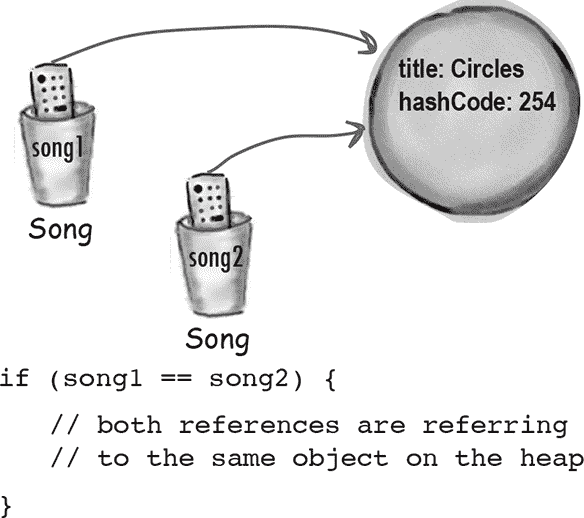 title: Circles
hashCode: 254
song1
Song
song2
Song
if (song1 == song2) {
// both references are referring
// to the same object on the heap
}